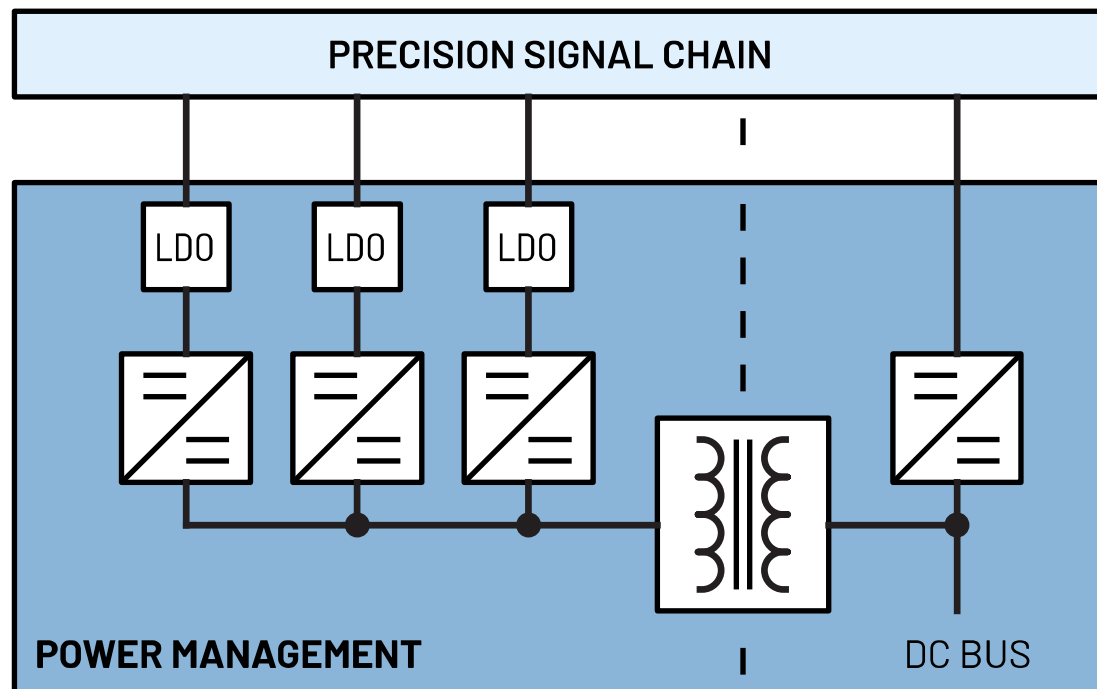 PRECISION SIGNAL CHAIN
LDO
LDO
LDO
POWER MANAGEMENT
DC BUS